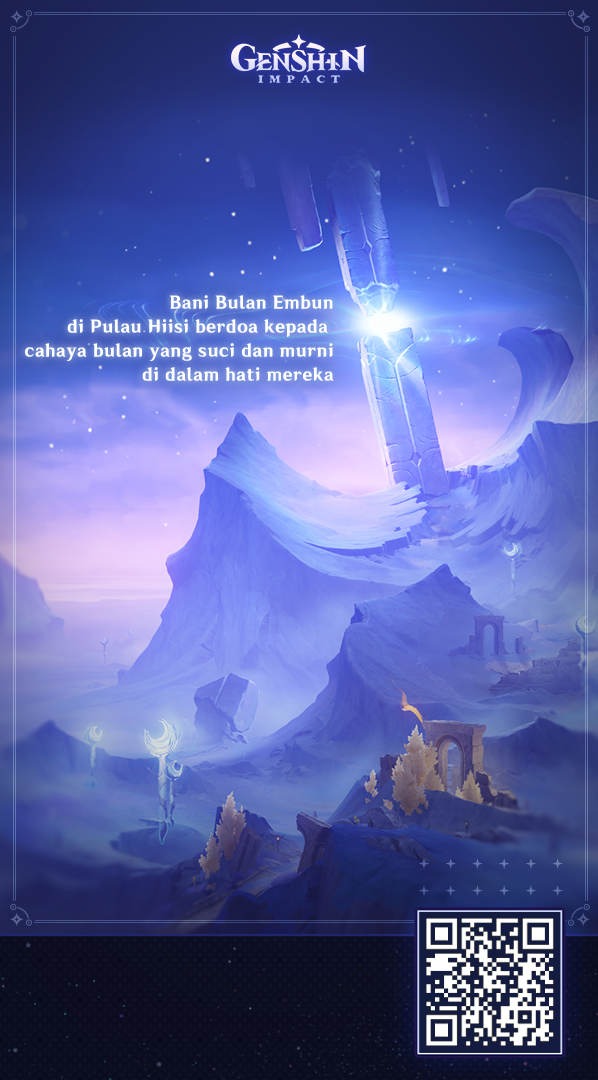 GENSHIN
IMPACT
Bani Bulan Embun
di Pulau Hiisi berdoa kepada
cahaya bulan yang suci dan murni
di dalam hati mereka